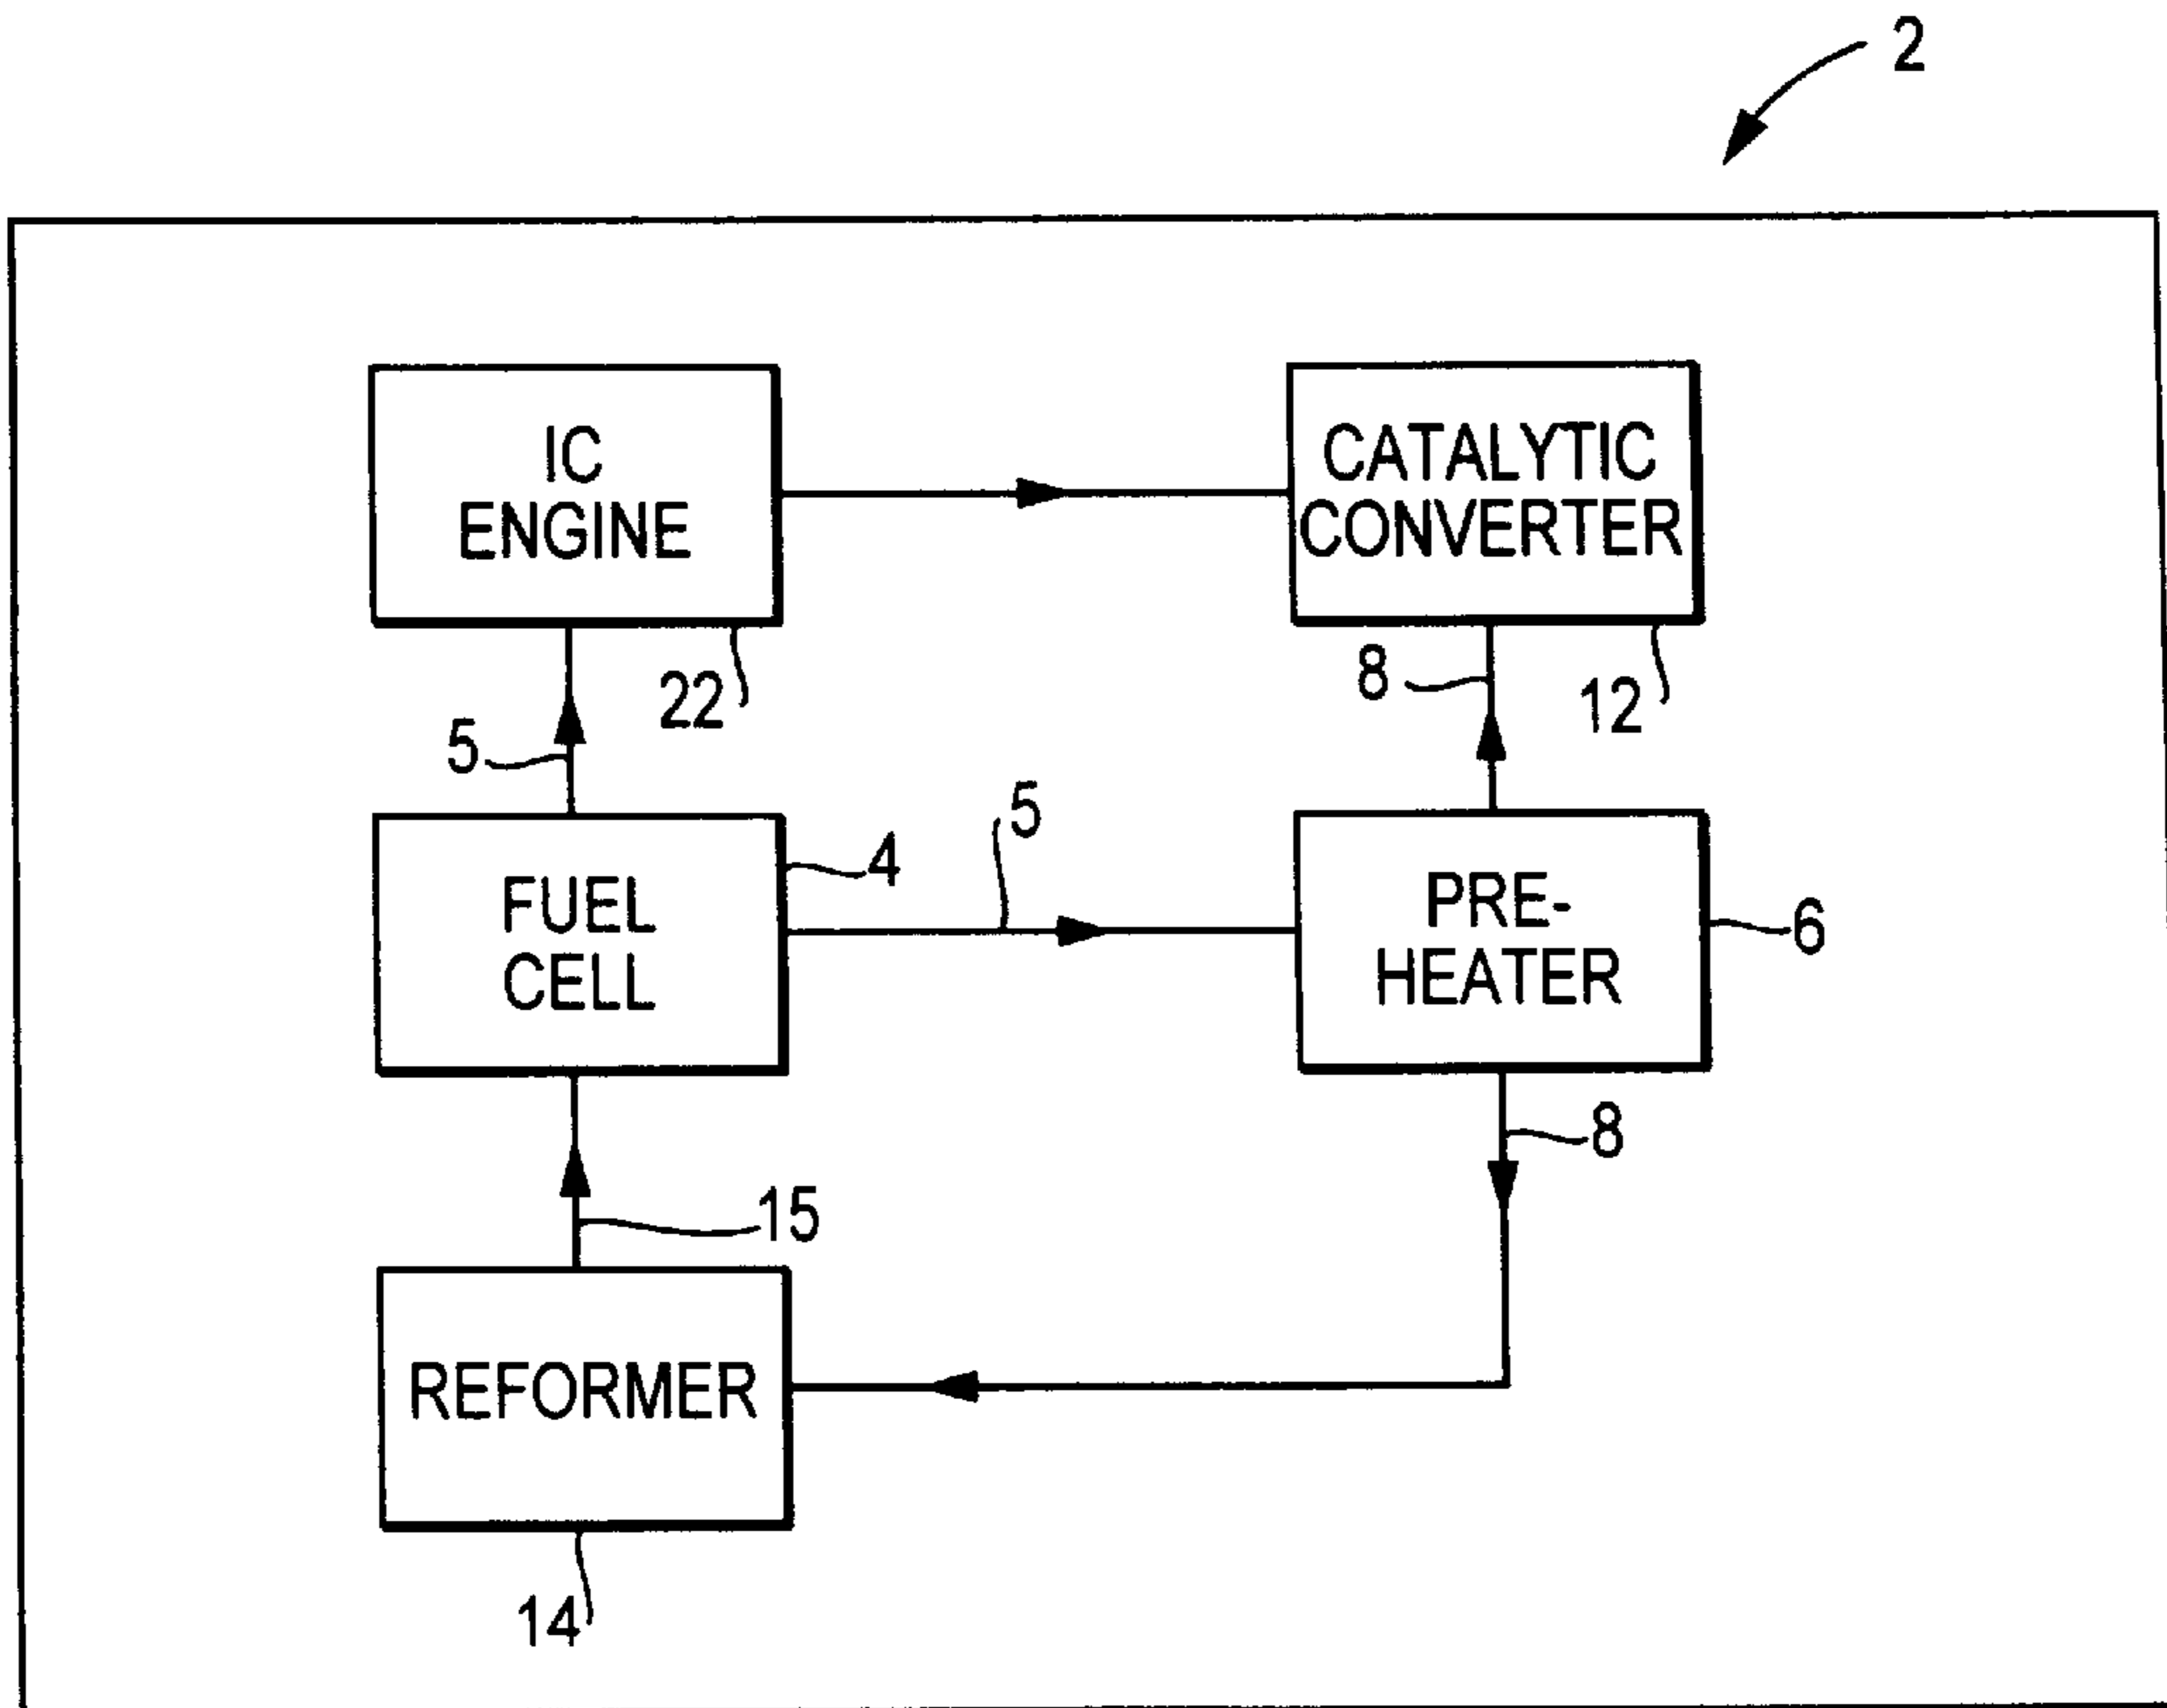 2
IC
ENGINE
CATALYTIC
CONVERTER
22
8
12
5
5
4
FUEL
CELL
PRE-
HEATER
6
8
15
REFORMER
14